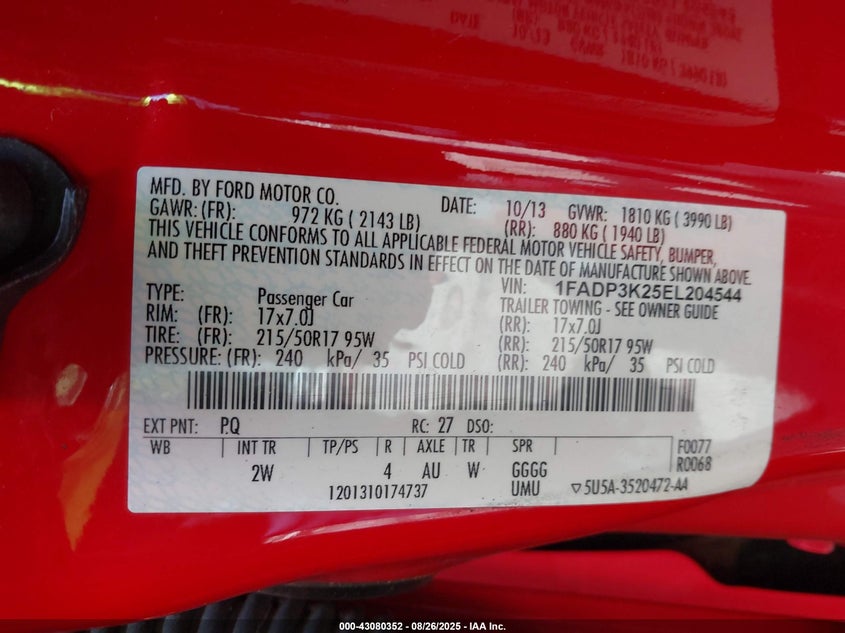 MFD. BY FORD MOTOR CO. DATE: 10/13 GVWR: 1810 KG ( 3990 LB)
GAWR: (FR): 972 KG ( 2143 LB) (RR): 880 KG ( 1940 LB)
THIS VEHICLE CONFORMS TO ALL APPLICABLE FEDERAL MOTOR VEHICLE SAFETY, BUMPER,
AND THEFT PREVENTION STANDARDS IN EFFECT ON THE DATE OF MANUFACTURE SHOWN ABOVE.
VIN: 1FADP3K25EL204544
TYPE: Passenger Car TRAILER TOWING - SEE OWNER GUIDE
RIM: (FR): 17x7.0J (RR): 17x7.0J
TIRE: (FR): 215/50R17 95W (RR): 215/50R17 95W
PRESSURE: (FR): 240 kPa/ 35 PSI COLD (RR): 240 kPa/ 35 PSI COLD
EXT PNT: PQ RC: 27 DSO:
WB INT TR TP/PS R AXLE TR SPR F0077
2W 4 AU W GGGG R0068
1201310174737 UMU ▽5U5A-3520472-AA
000-43080352 - 08/26/2025 - IAA Inc.